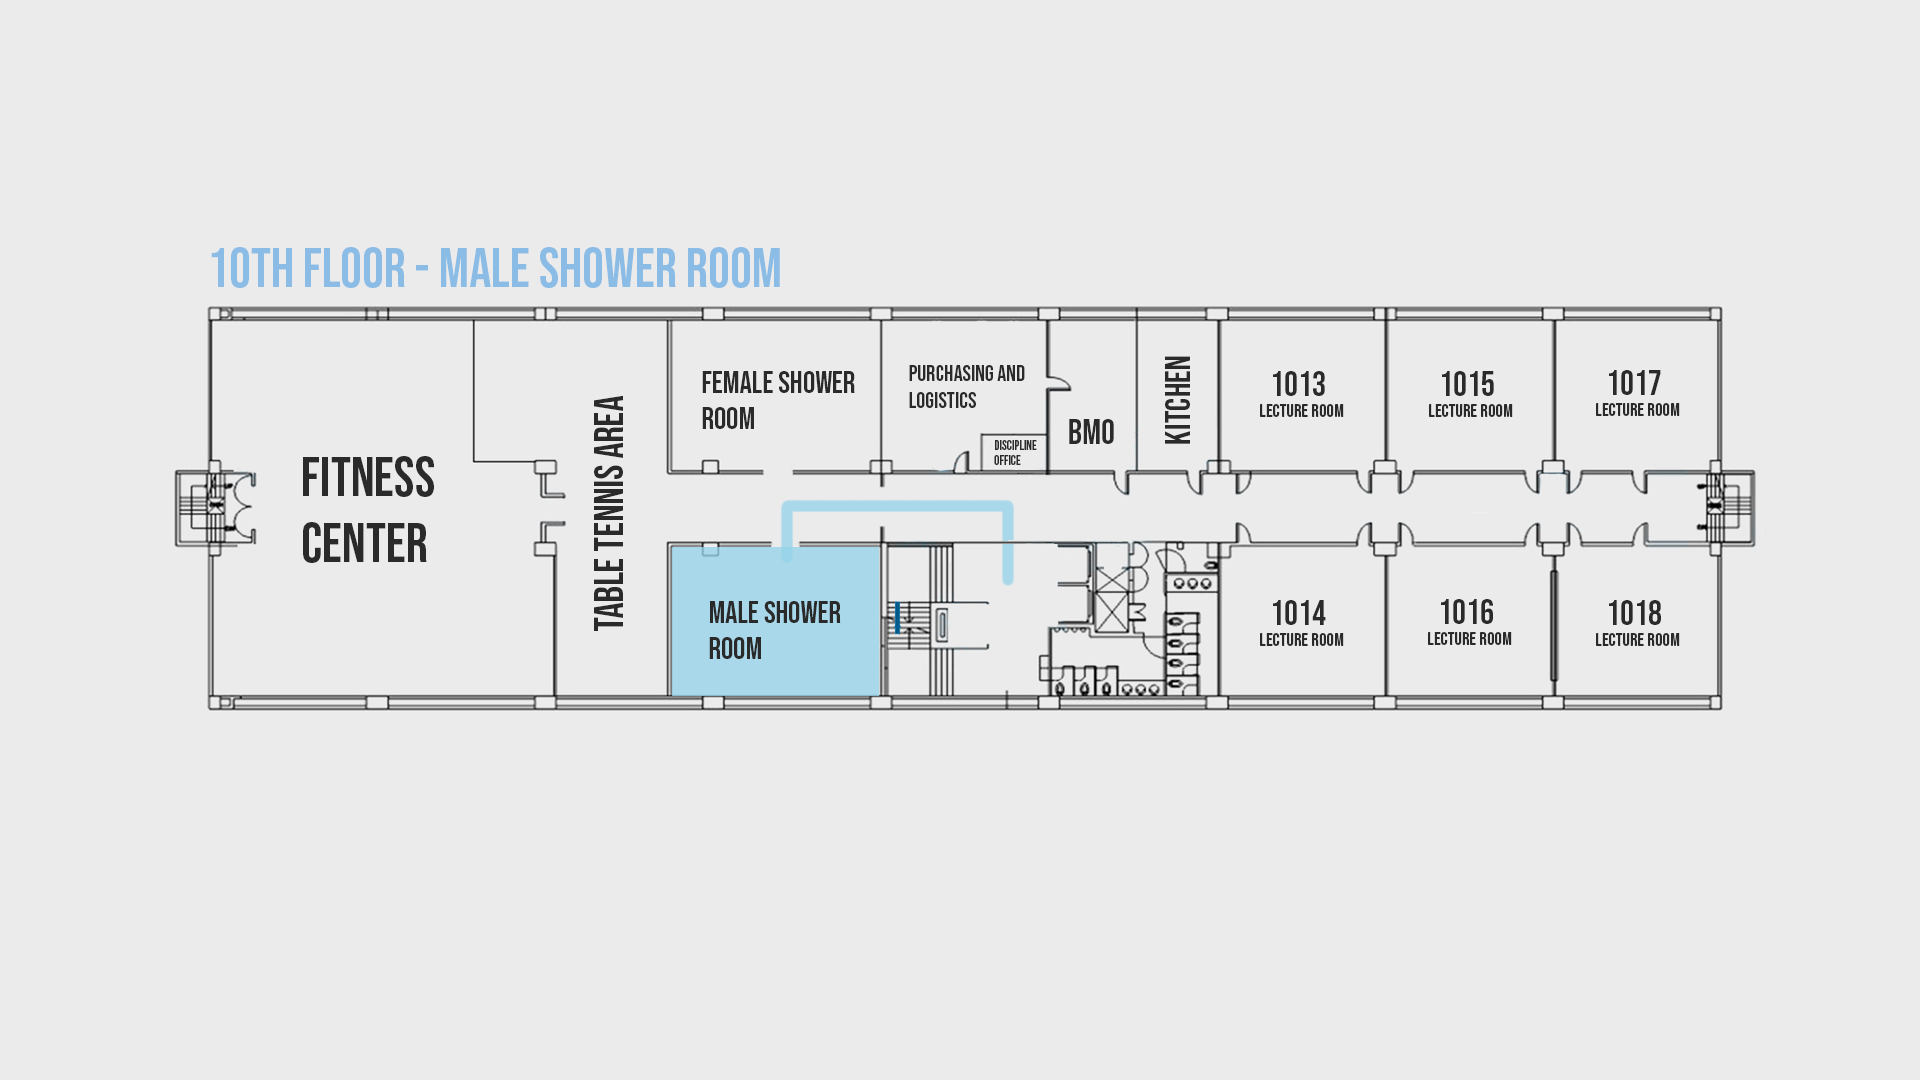 10TH FLOOR - MALE SHOWER ROOM
FITNESS
CENTER
TABLE TENNIS AREA
FEMALE SHOWER
ROOM
PURCHASING AND
LOGISTICS
DISCIPLINE
OFFICE
BMO
KITCHEN
1013
LECTURE ROOM
1015
LECTURE ROOM
1017
LECTURE ROOM
MALE SHOWER
ROOM
1014
LECTURE ROOM
1016
LECTURE ROOM
1018
LECTURE ROOM